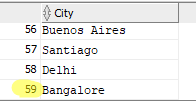 City
56 Buenos Aires
57 Santiago
58 Delhi
59 Bangalore